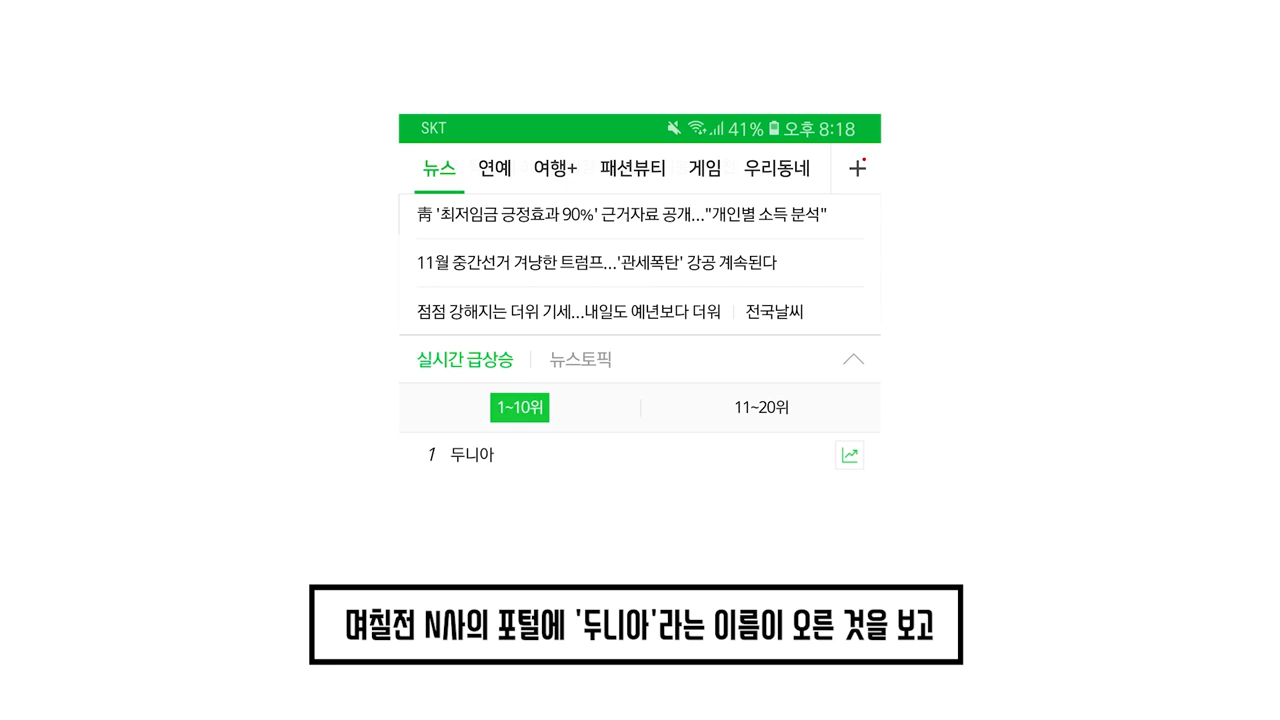 SKT 41% 오후 8:18
뉴스 연예 여행+ 패션뷰티 게임 우리동네
靑 '최저임금 긍정효과 90%' 근거자료 공개..."개인별 소득 분석"
11월 중간선거 겨냥한 트럼프...'관세폭탄' 강공 계속된다
점점 강해지는 더위 기세...내일도 예년보다 더워 전국날씨
실시간 급상승 뉴스토픽
1~10위 11~20위
1 두니아
며칠전 N사의 포털에 '두니아'라는 이름이 오른 것을 보고